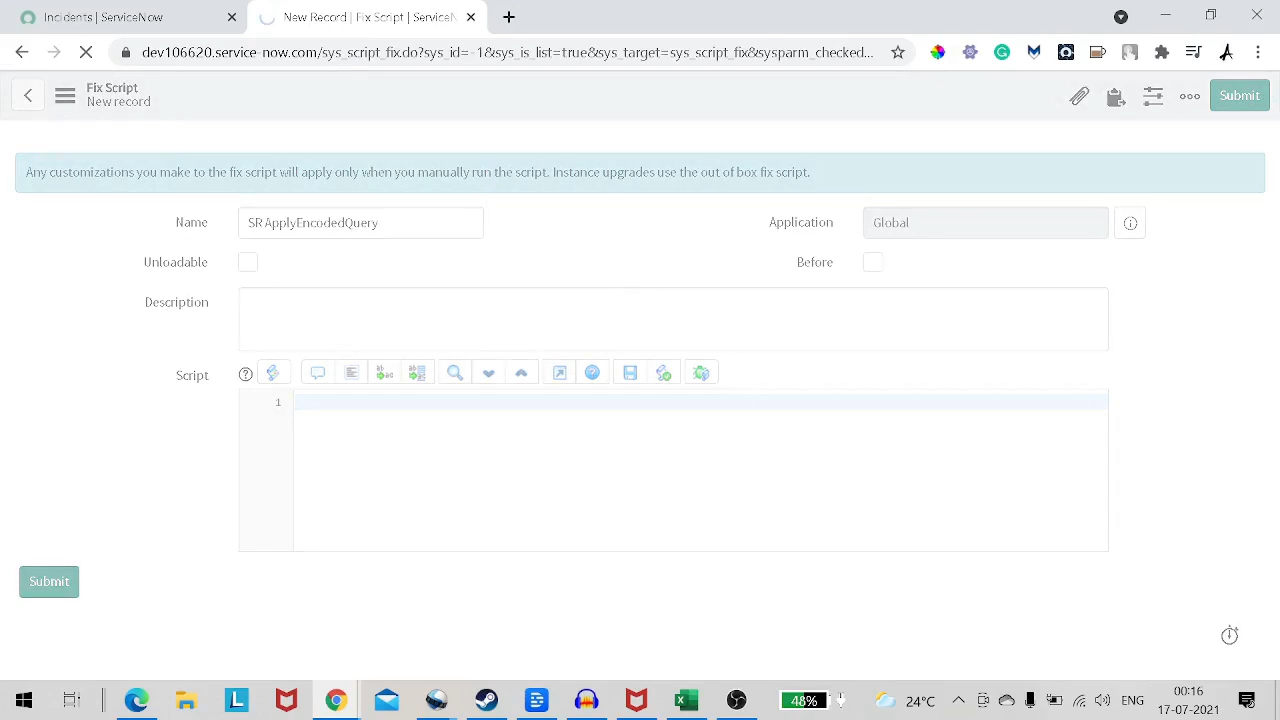 Incidents | ServiceNow
New Record | Fix Script | ServiceN
dev106620.service-now.com/sys_script_fix.do?sys_id=-1&sys_is_list=true&sys_target=sys_script_fix&sysparm_checked...
Fix Script
New record
Submit
Any customizations you make to the fix script will apply only when you manually run the script. Instance upgrades use the out of box fix script.
Name
SR ApplyEncodedQuery
Application
Global
Unloadable
Before
Description
Script
1
Submit
48%
24°C
ENG
00:16
17-07-2021